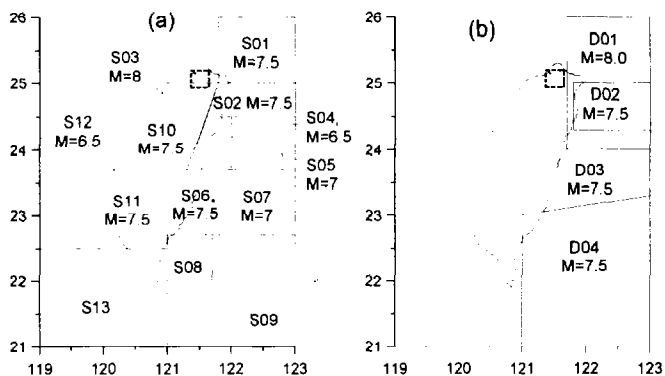 (a)
26
25
24
23
22
21
119 120 121 122 123
S01
M=7.5
S03
M=8
S02 M=7.5
S04
M=6.5
S12
M=6.5
S10
M=7.5
S05
M=7
S11
M=7.5
S06
M=7.5
S07
M=7
S08
S13
S09
(b)
26
25
24
23
22
21
119 120 121 122 123
D01
M=8.0
D02
M=7.5
D03
M=7.5
D04
M=7.5